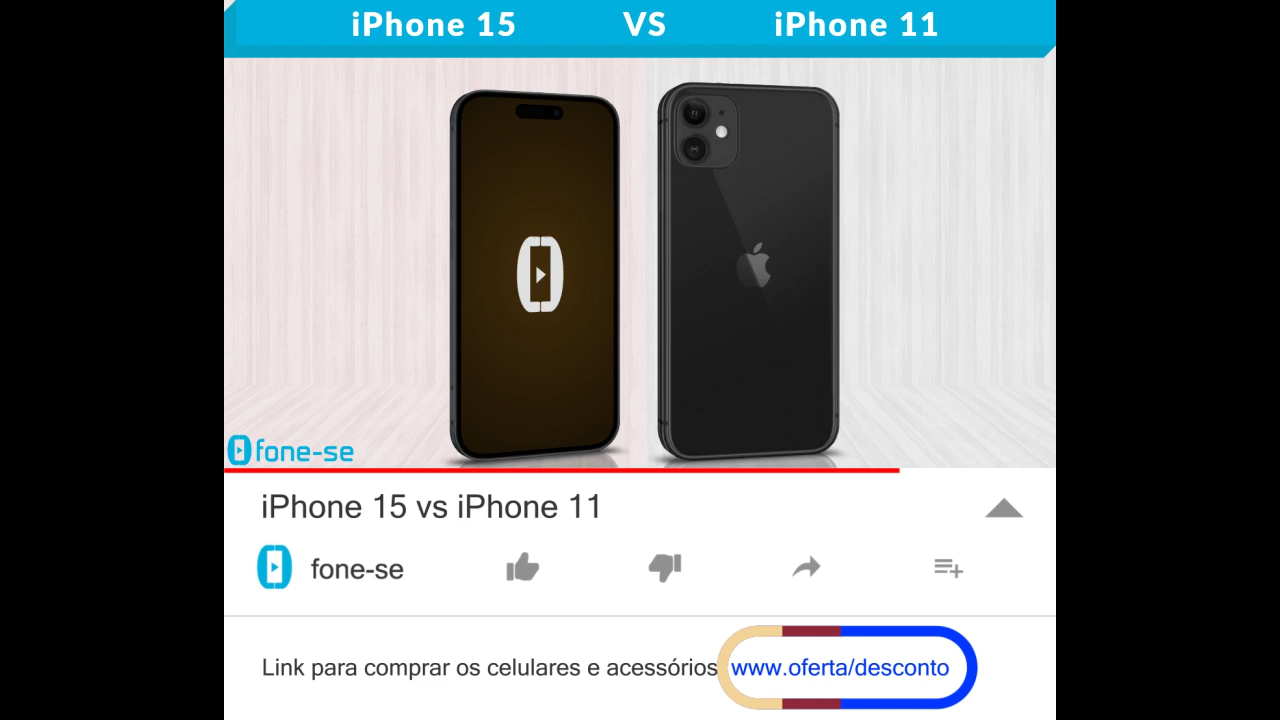 iPhone 15 VS iPhone 11
fone-se
iPhone 15 vs iPhone 11
fone-se
Link para comprar os celulares e acessórios www.oferta/desconto